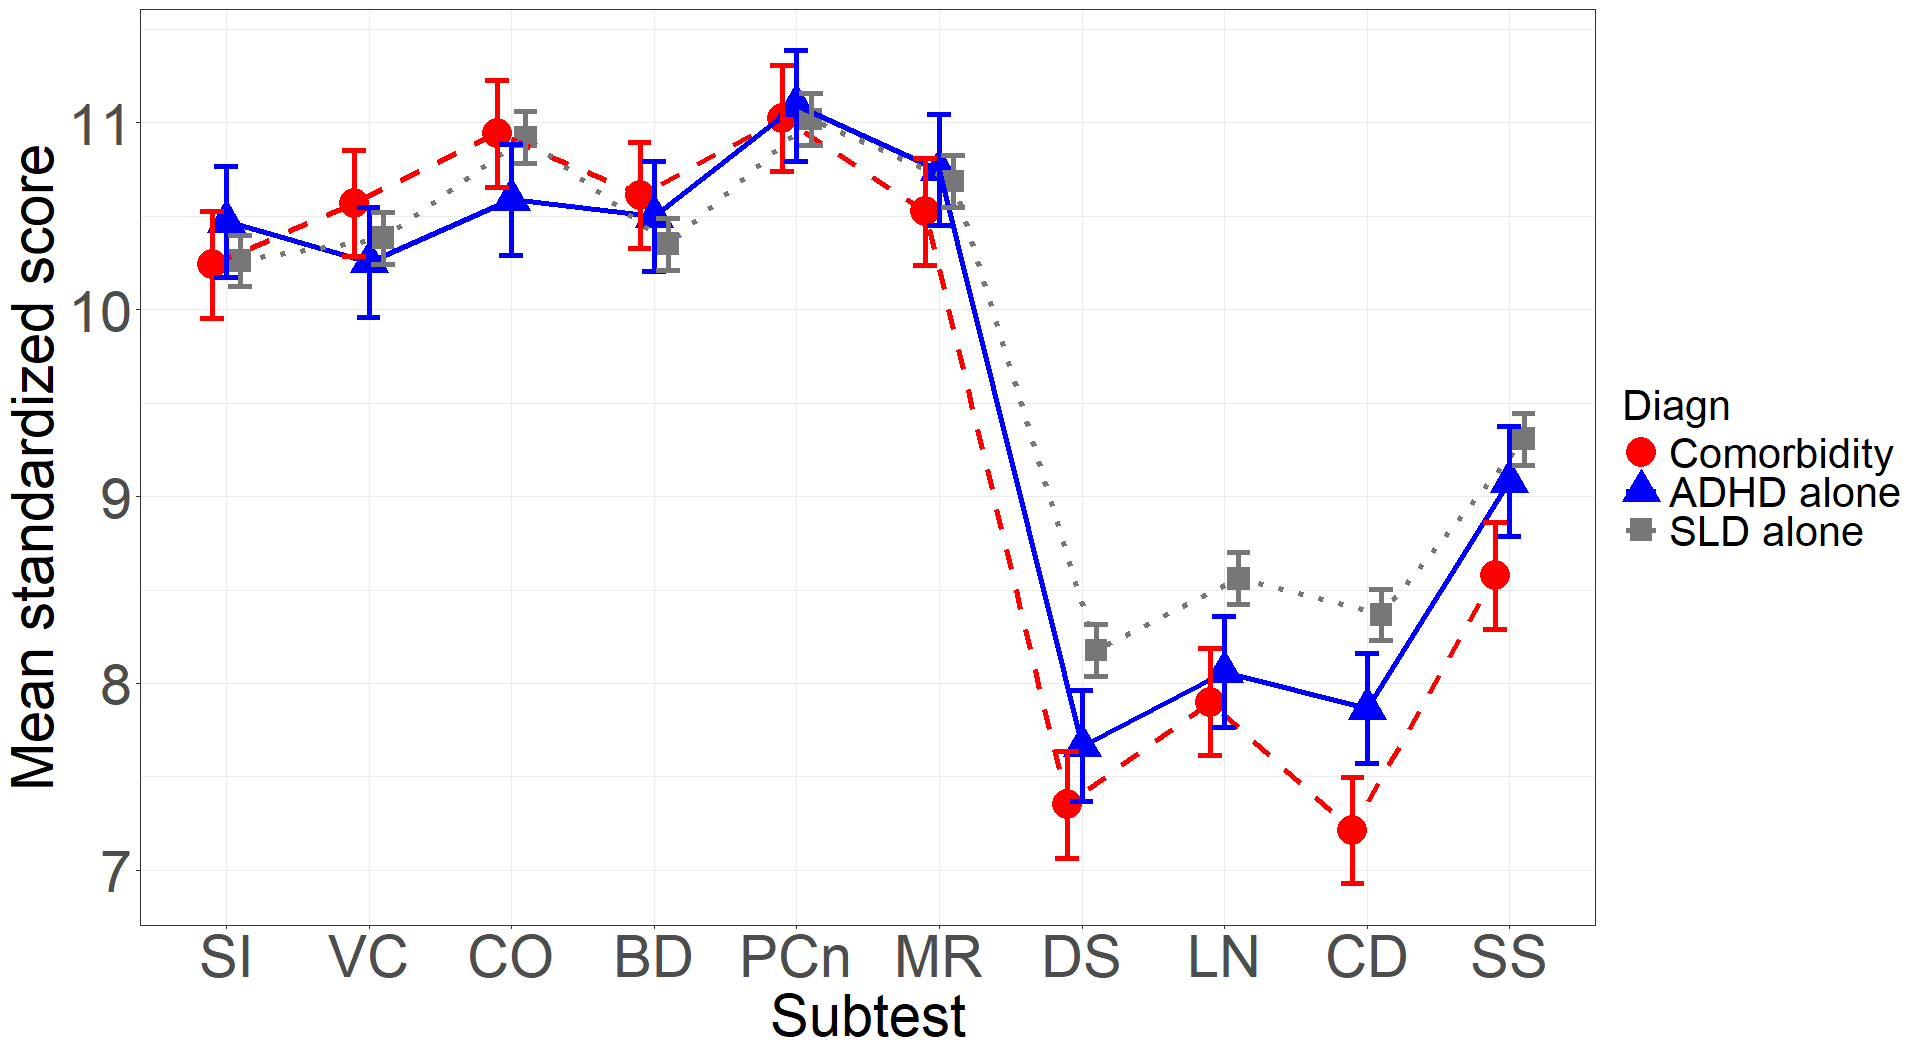 Mean standardized score
11
10
9
8
7
SI VC CO BD PCn MR DS LN CD SS
Subtest
Diagn
Comorbidity
ADHD alone
SLD alone